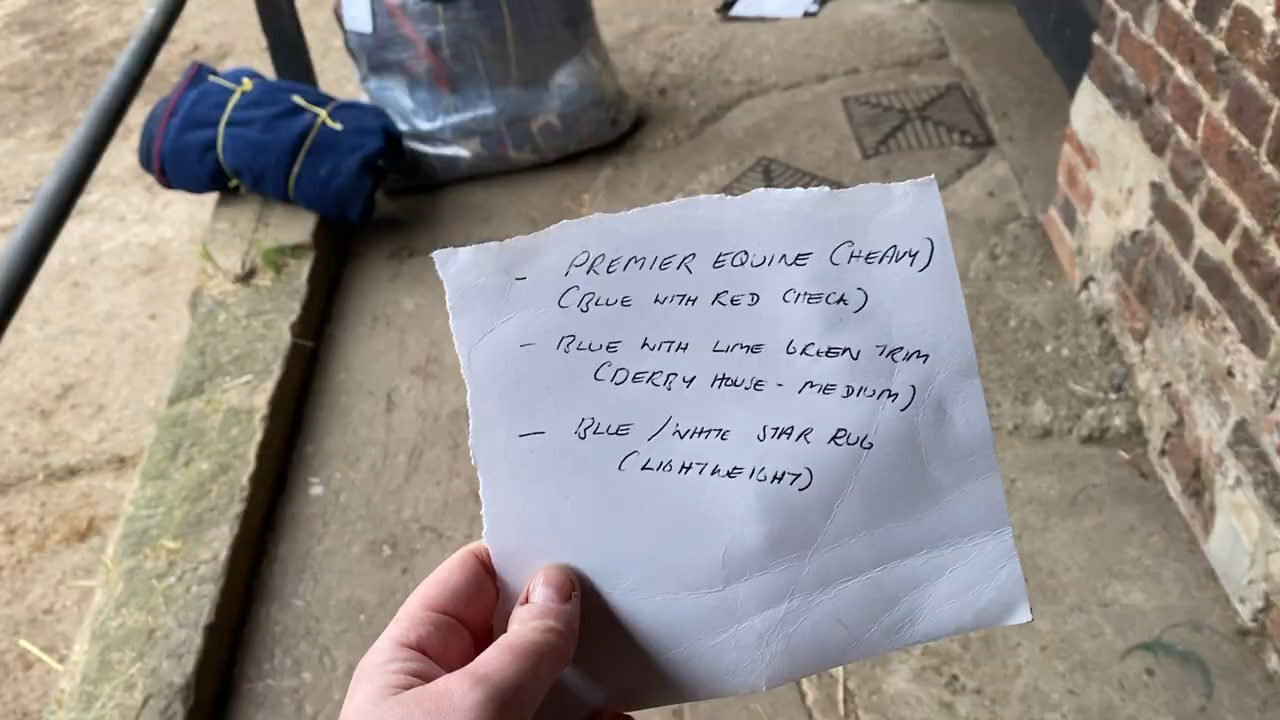 - PREMIER EQUINE (HEAVY)
(BLUE WITH RED CHECK)
- BLUE WITH LIME GREEN TRIM
(DERBY HOUSE - MEDIUM)
- BLUE / WHITE STAR RUG
(LIGHTWEIGHT)